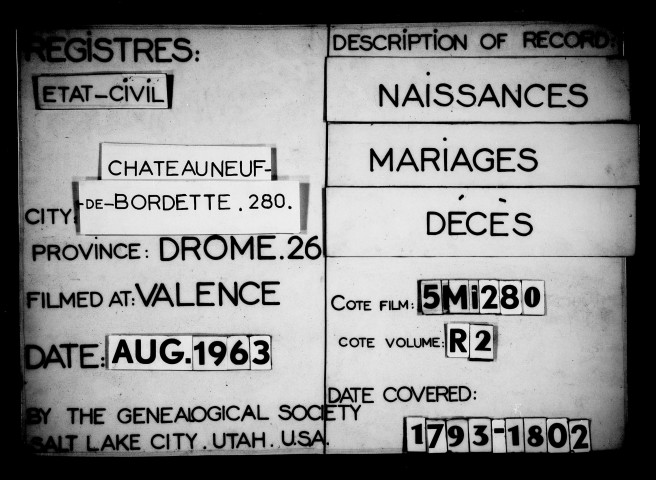 REGISTRES:
ETAT-CIVIL
CHATEAUNEUF-
-DE-BORDETTE.280.
CITY:
PROVINCE: DROME.26
FILMED AT: VALENCE
DATE: AUG.1963
BY THE GENEALOGICAL SOCIETY
SALT LAKE CITY. UTAH. U.S.A.
DESCRIPTION OF RECORD:
NAISSANCES
MARIAGES
DÉCÈS
COTE FILM: 5Mi280
COTE VOLUME: R2
DATE COVERED:
1793-1802